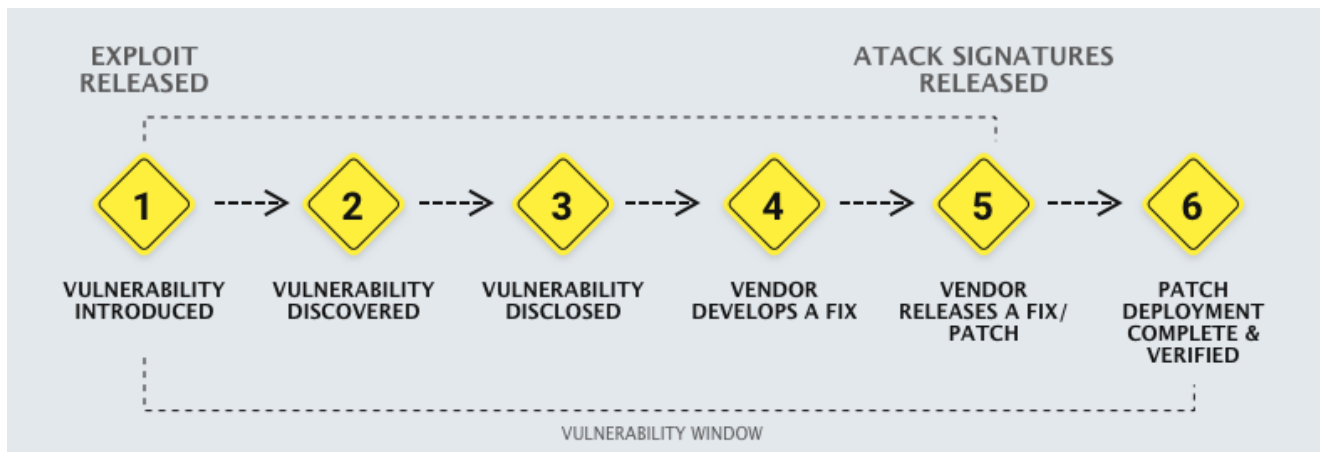 EXPLOIT
RELEASED
ATACK SIGNATURES
RELEASED
1
2
3
4
5
6
VULNERABILITY
INTRODUCED
VULNERABILITY
DISCOVERED
VULNERABILITY
DISCLOSED
VENDOR
DEVELOPS A FIX
VENDOR
RELEASES A FIX/
PATCH
PATCH
DEPLOYMENT
COMPLETE &
VERIFIED
VULNERABILITY WINDOW